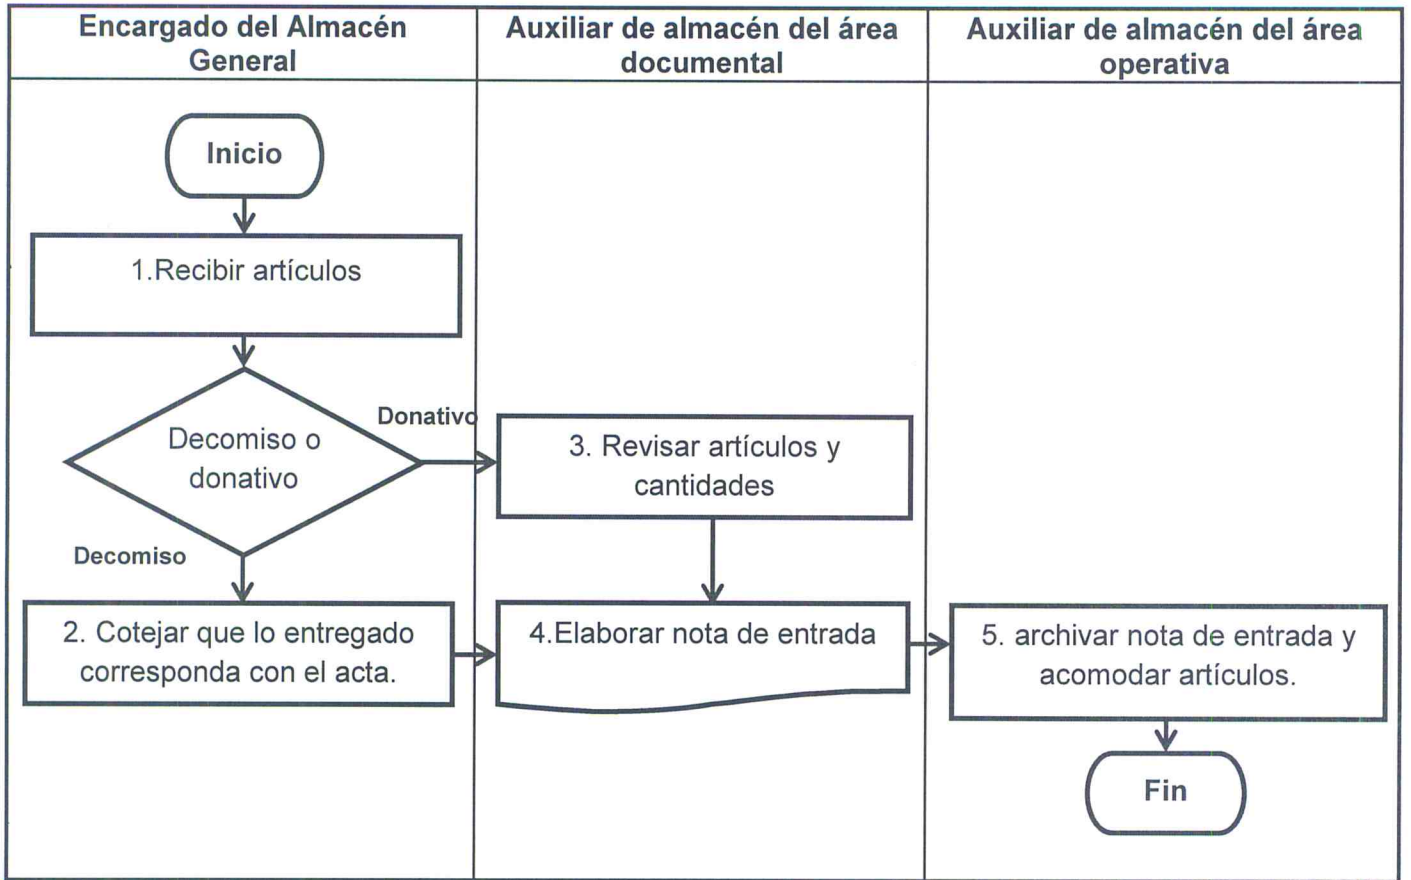 Encargado del Almacén
General
Auxiliar de almacén del área
documental
Auxiliar de almacén del área
operativa
Inicio
1.Recibir artículos
Decomiso o
donativo
Donativo
3. Revisar artículos y
cantidades
Decomiso
2. Cotejar que lo entregado
corresponda con el acta.
4.Elaborar nota de entrada
5. archivar nota de entrada y
acomodar artículos.
Fin